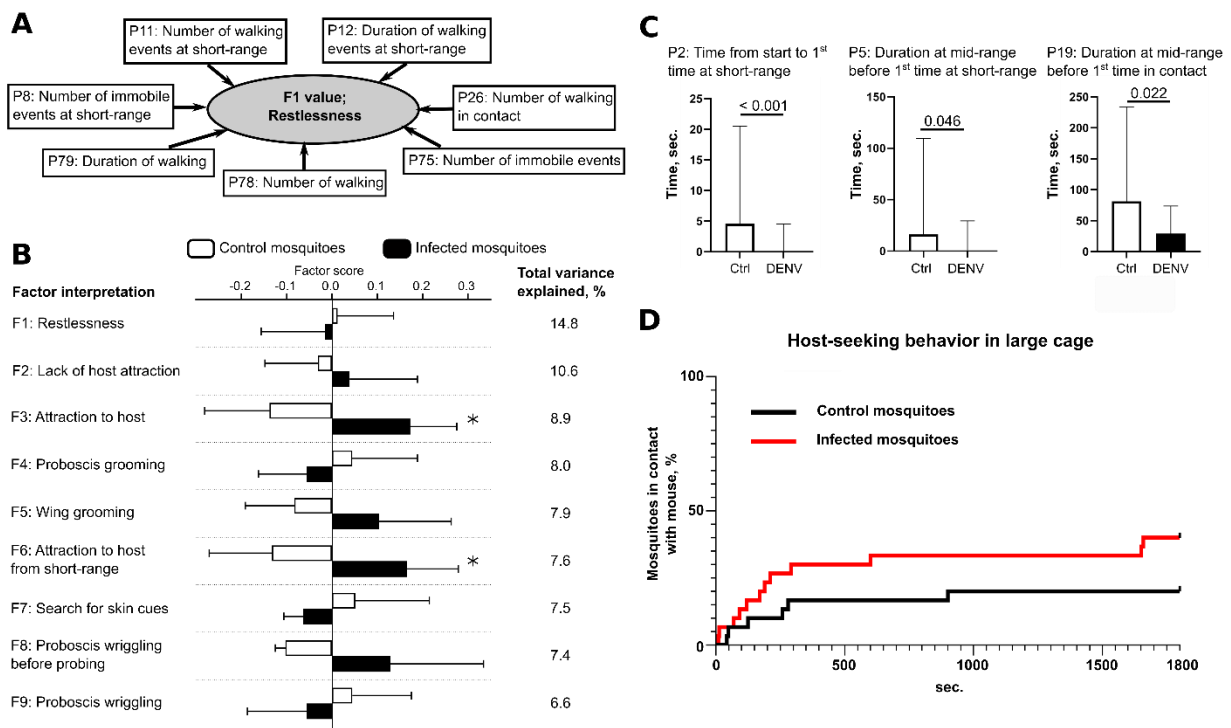 A
P11: Number of walking
events at short-range
P12: Duration of walking
events at short-range
P8: Number of immobile
events at short-range
F1 value;
Restlessness
P26: Number of walking
in contact
P79: Duration of walking
P75: Number of immobile events
P78: Number of walking
B
Control mosquitoes
Infected mosquitoes
Factor interpretation
Factor score
Total variance
explained, %
-0.2 -0.1 0.0 0.1 0.2 0.3
F1: Restlessness 14.8
F2: Lack of host attraction 10.6
F3: Attraction to host * 8.9
F4: Proboscis grooming 8.0
F5: Wing grooming 7.9
F6: Attraction to host
from short-range * 7.6
F7: Search for skin cues 7.5
F8: Proboscis wriggling
before probing 7.4
F9: Proboscis wriggling 6.6
C
P2: Time from start to 1st
time at short-range
Time, sec.
25
20
15
10
5
0
< 0.001
Ctrl DENV
P5: Duration at mid-range
before 1st time at short-range
Time, sec.
150
100
50
0
0.046
Ctrl DENV
P19: Duration at mid-range
before 1st time in contact
Time, sec.
250
200
150
100
50
0
0.022
Ctrl DENV
D
Host-seeking behavior in large cage
Control mosquitoes
Infected mosquitoes
Mosquitoes in contact
with mouse, %
100
50
0
0 500 1000 1500 1800
sec.